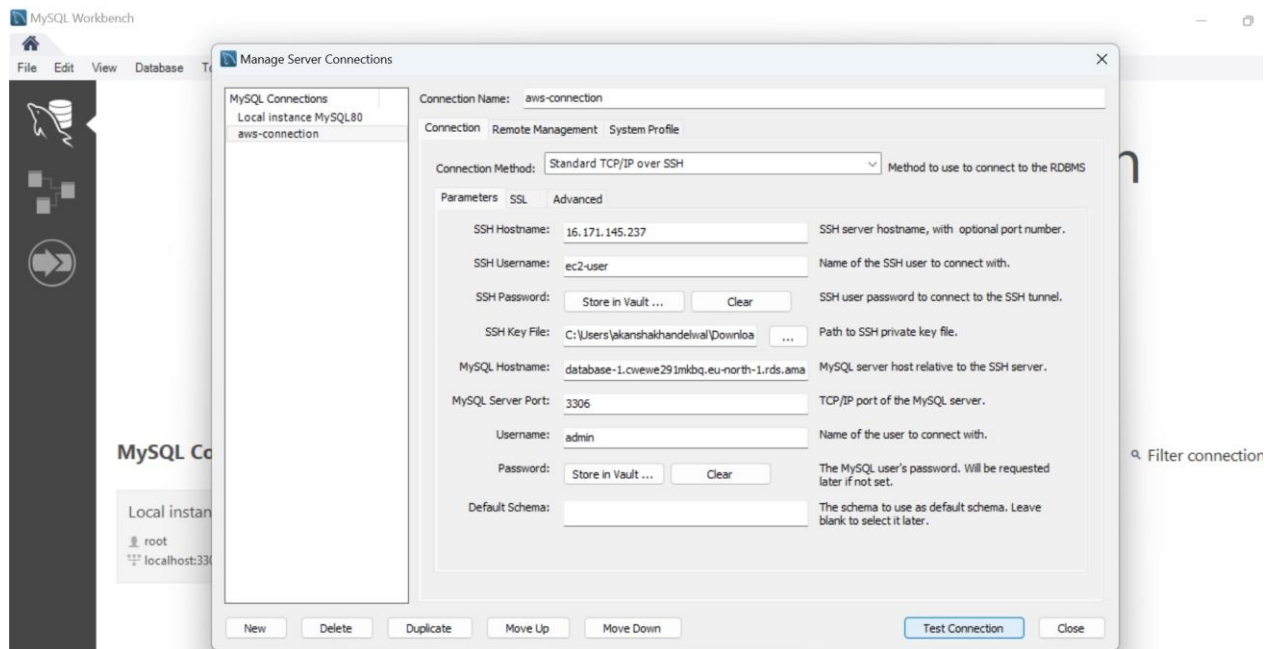 MySQL Workbench
File Edit View Database
Manage Server Connections
MySQL Connections
Local instance MySQL80
aws-connection
Connection Name: aws-connection
Connection Remote Management System Profile
Connection Method: Standard TCP/IP over SSH Method to use to connect to the RDBMS
Parameters SSL Advanced
SSH Hostname: 16.171.145.237 SSH server hostname, with optional port number.
SSH Username: ec2-user Name of the SSH user to connect with.
SSH Password: Store in Vault ... Clear SSH user password to connect to the SSH tunnel.
SSH Key File: C:\Users\akanshakhandelwal\Downloa ... Path to SSH private key file.
MySQL Hostname: database-1.cwewe291mkbq.eu-north-1.rds.ama MySQL server host relative to the SSH server.
MySQL Server Port: 3306 TCP/IP port of the MySQL server.
Username: admin Name of the user to connect with.
Password: Store in Vault ... Clear The MySQL user's password. Will be requested
later if not set.
Default Schema: The schema to use as default schema. Leave
blank to select it later.
New Delete Duplicate Move Up Move Down Test Connection Close
MySQL Co
Filter connection
Local instan
root
localhost:330